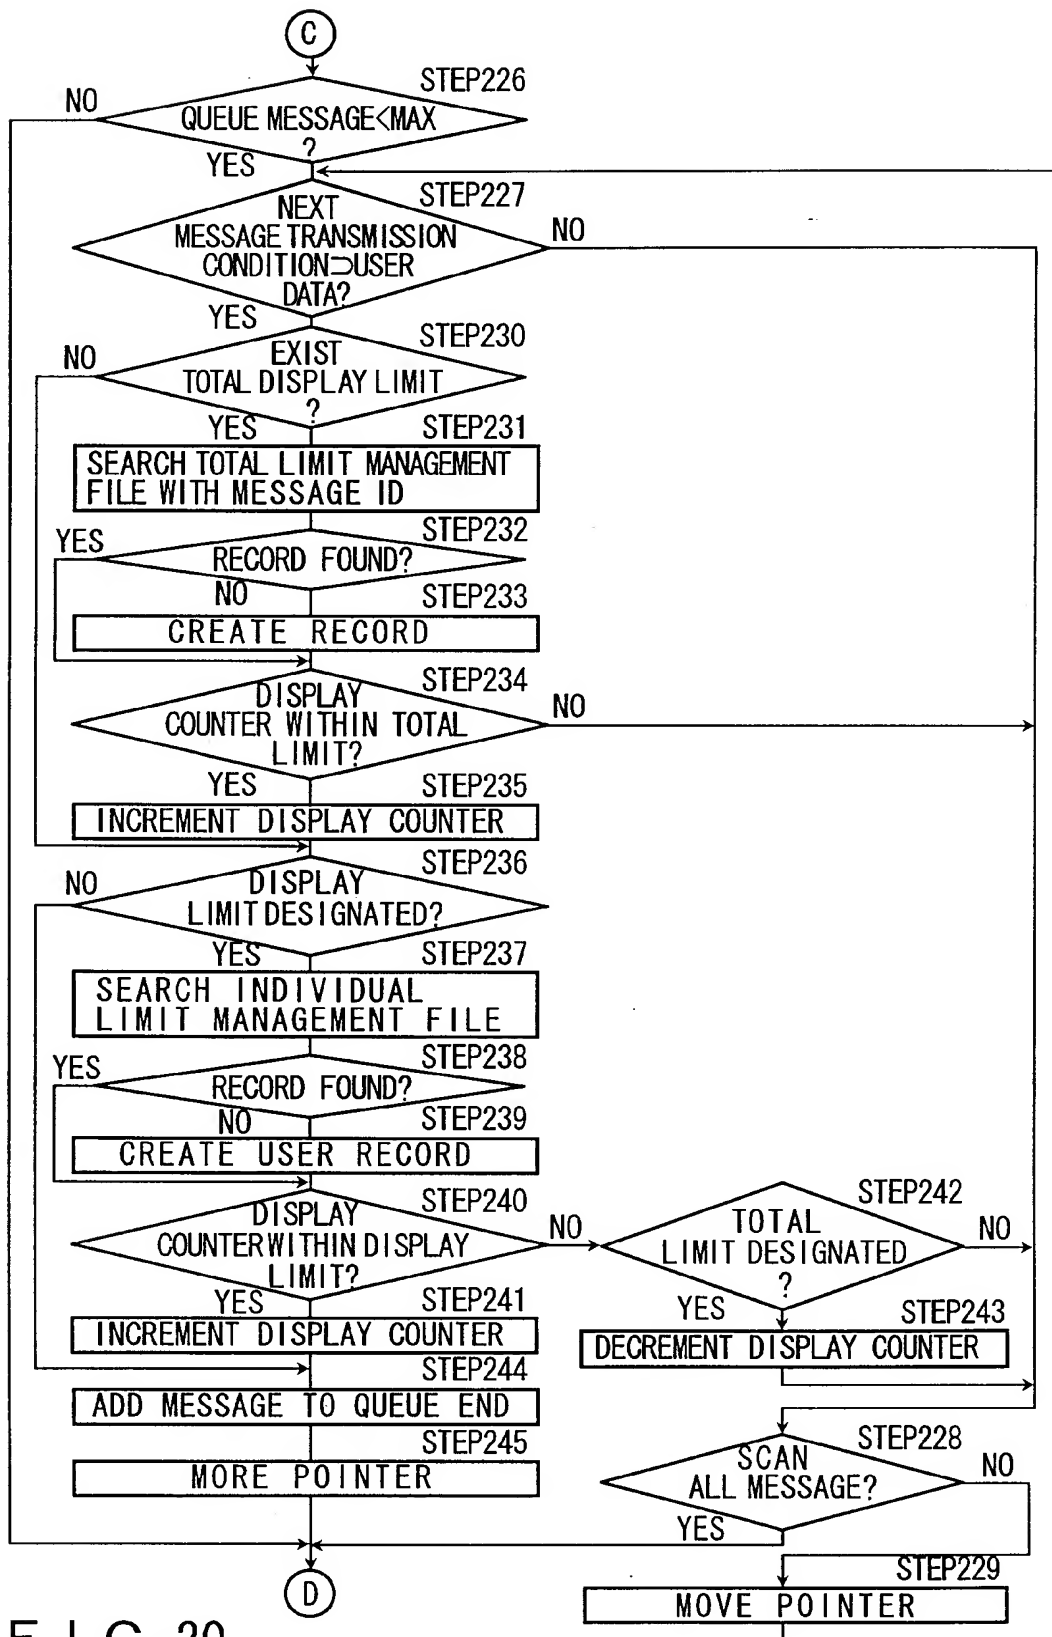 C
STEP226
NO
QUEUE MESSAGE<MAX
?
YES
STEP227
NEXT
MESSAGE TRANSMISSION
CONDITION⊃USER
DATA?
NO
YES
STEP230
NO
EXIST
TOTAL DISPLAY LIMIT
?
YES
STEP231
SEARCH TOTAL LIMIT MANAGEMENT
FILE WITH MESSAGE ID
STEP232
YES
RECORD FOUND?
NO
STEP233
CREATE RECORD
STEP234
DISPLAY
COUNTER WITHIN TOTAL
LIMIT?
NO
YES
STEP235
INCREMENT DISPLAY COUNTER
STEP236
NO
DISPLAY
LIMIT DESIGNATED?
YES
STEP237
SEARCH INDIVIDUAL
LIMIT MANAGEMENT FILE
STEP238
YES
RECORD FOUND?
NO
STEP239
CREATE USER RECORD
STEP240
DISPLAY
COUNTER WITHIN DISPLAY
LIMIT?
NO
STEP242
TOTAL
LIMIT DESIGNATED
?
NO
YES
STEP241
INCREMENT DISPLAY COUNTER
YES
STEP243
DECREMENT DISPLAY COUNTER
STEP244
ADD MESSAGE TO QUEUE END
STEP245
MORE POINTER
STEP228
SCAN
ALL MESSAGE?
NO
YES
STEP229
MOVE POINTER
D
FIG. 20